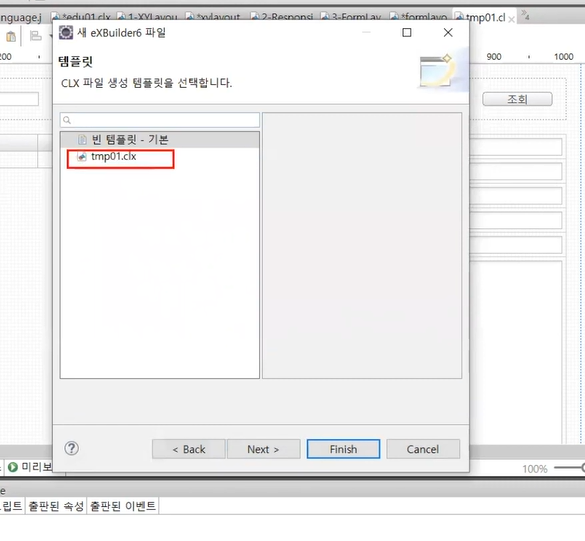 nguage.j *edu01.clx 1-XYLayou *xylayout 2-Responsi 3-FormLay *formlayo *tmp01.cl 4
새 eXBuilder6 파일
200 900 1000
템플릿
CLX 파일 생성 템플릿을 선택합니다.
조회
빈 템플릿 - 기본
tmp01.clx
? < Back Next > Finish Cancel
미리보 100%
e
립트 출판된 속성 출판된 이벤트